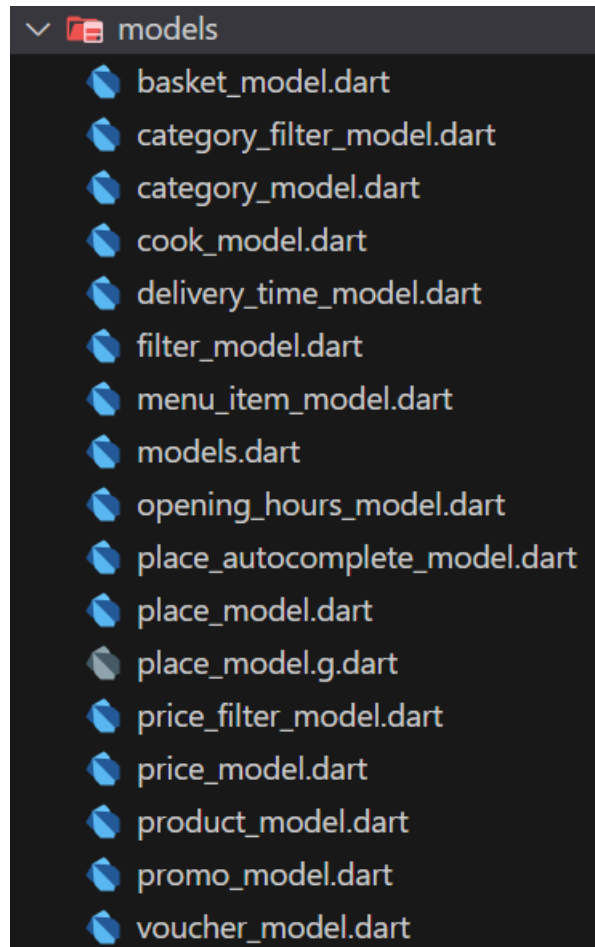 models
basket_model.dart
category_filter_model.dart
category_model.dart
cook_model.dart
delivery_time_model.dart
filter_model.dart
menu_item_model.dart
models.dart
opening_hours_model.dart
place_autocomplete_model.dart
place_model.dart
place_model.g.dart
price_filter_model.dart
price_model.dart
product_model.dart
promo_model.dart
voucher_model.dart